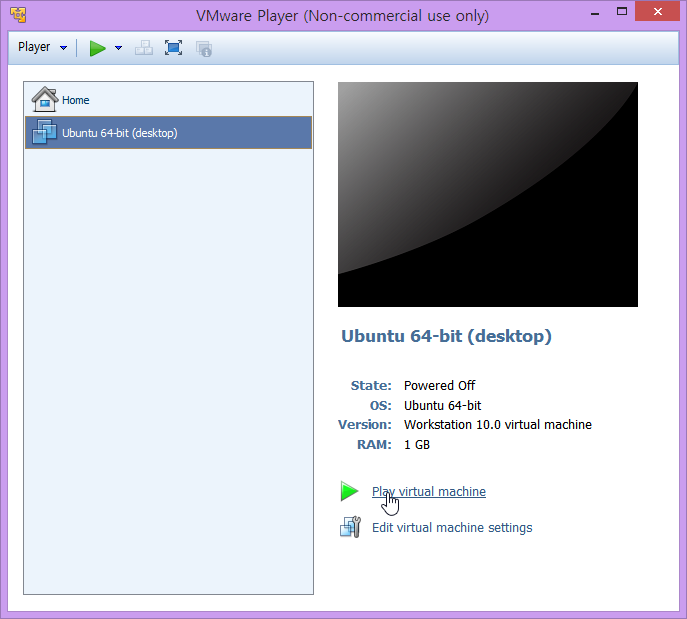 VMware Player (Non-commercial use only)
Player
Home
Ubuntu 64-bit (desktop)
Ubuntu 64-bit (desktop)
State: Powered Off
OS: Ubuntu 64-bit
Version: Workstation 10.0 virtual machine
RAM: 1 GB
Play virtual machine
Edit virtual machine settings